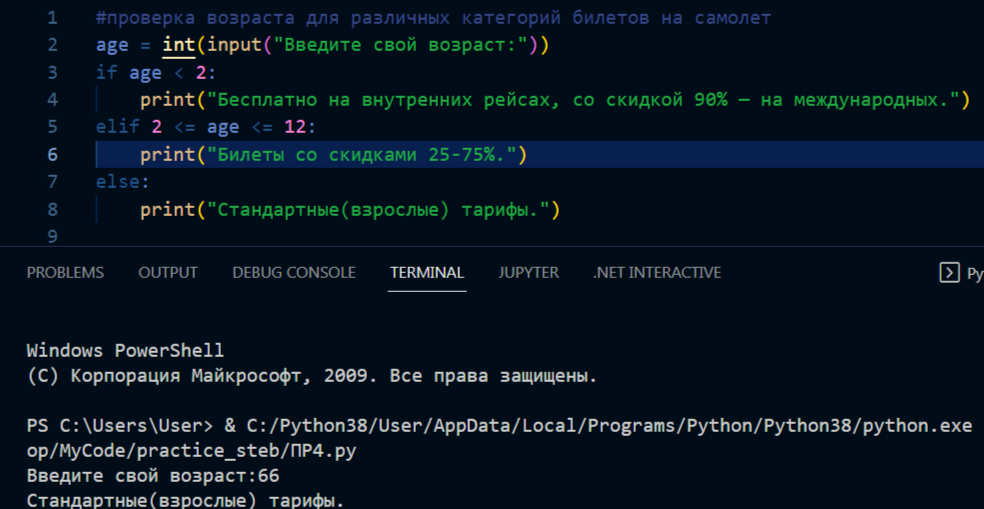 1 #проверка возраста для различных категорий билетов на самолет
2 age = int(input("Введите свой возраст:"))
3 if age < 2:
4 print("Бесплатно на внутренних рейсах, со скидкой 90% — на международных.")
5 elif 2 <= age <= 12:
6 print("Билеты со скидками 25-75%.")
7 else:
8 print("Стандартные(взрослые) тарифы.")
9
PROBLEMS OUTPUT DEBUG CONSOLE TERMINAL JUPYTER .NET INTERACTIVE Py
Windows PowerShell
(C) Корпорация Майкрософт, 2009. Все права защищены.
PS C:\Users\User> & C:/Python38/User/AppData/Local/Programs/Python/Python38/python.exe
op/MyCode/practice_steb/ПР4.py
Введите свой возраст:66
Стандартные(взрослые) тарифы.